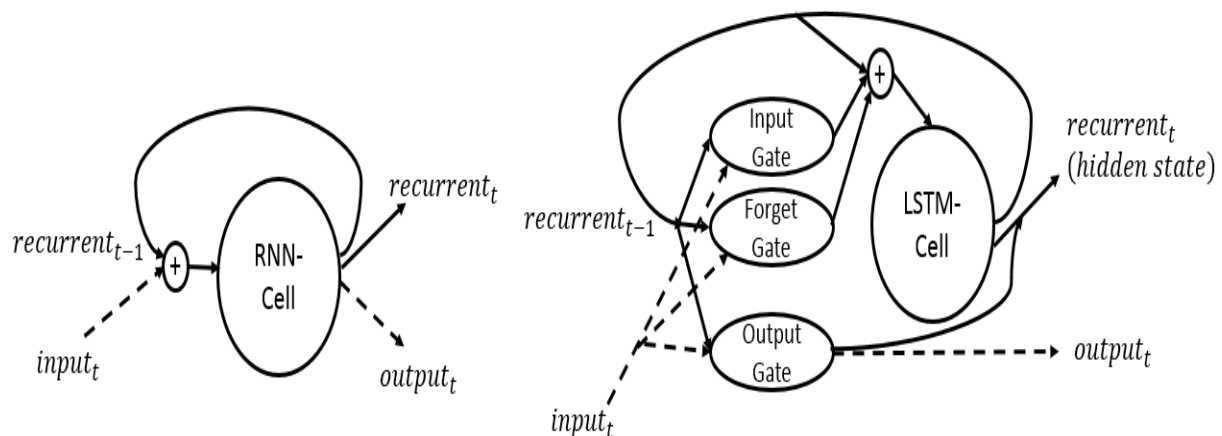 recurrent_{t-1}
+
RNN-
Cell
recurrent_t
input_t
output_t
+
Input
Gate
recurrent_{t-1}
Forget
Gate
LSTM-
Cell
recurrent_t
(hidden state)
Output
Gate
output_t
input_t